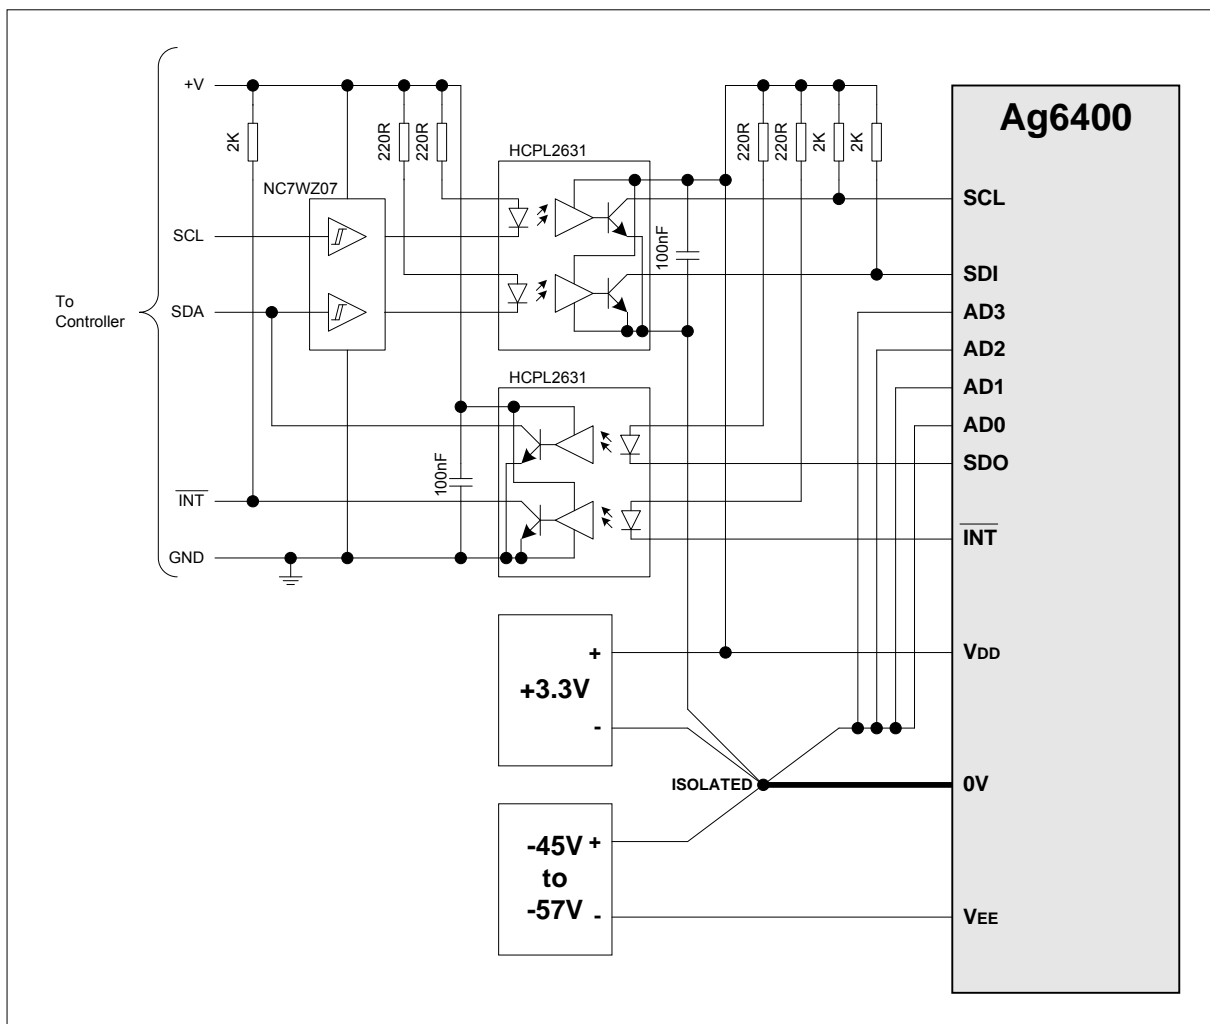 +V
2K
220R
220R
HCPL2631
220R
220R
2K
2K
Ag6400
NC7WZ07
SCL
SCL
100nF
SDA
SDI
To
Controller
AD3
AD2
HCPL2631
AD1
AD0
SDO
100nF
INT
INT
GND
+
+3.3V
-
VDD
ISOLATED
0V
-45V
to
-57V
+
-
VEE